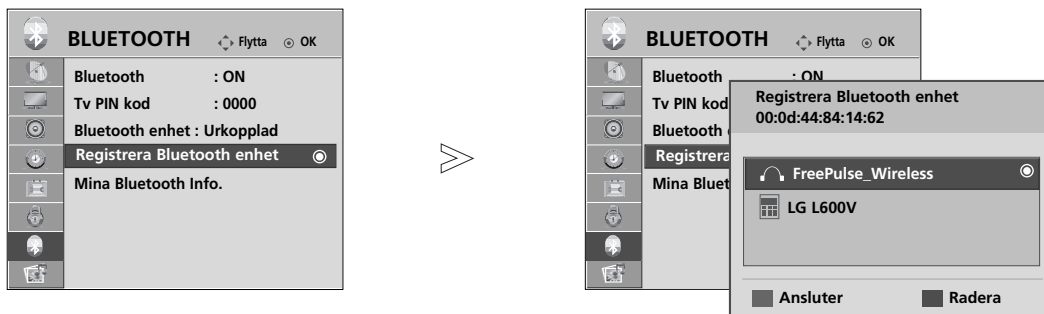 BLUETOOTH Flytta OK
Bluetooth : ON
Tv PIN kod : 0000
Bluetooth enhet : Urkopplad
Registrera Bluetooth enhet
Mina Bluetooth Info.
BLUETOOTH Flytta OK
Bluetooth : ON
Tv PIN kod
Bluetooth
Registrera
Mina Bluet
Registrera Bluetooth enhet
00:0d:44:84:14:62
FreePulse_Wireless
LG L600V
Ansluter Radera